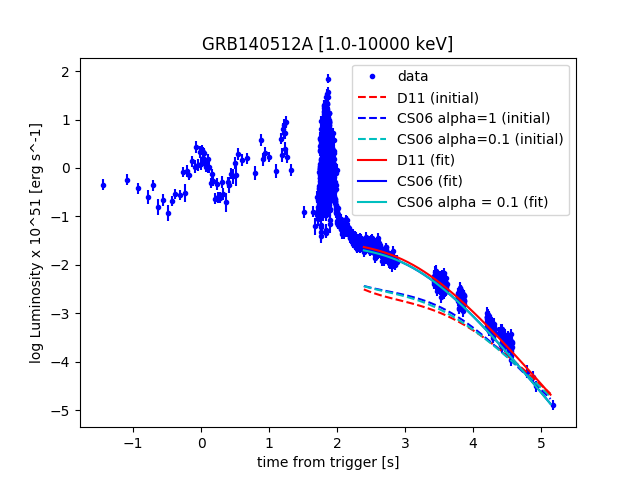 GRB140512A [1.0-10000 keV]
data
D11 (initial)
CS06 alpha=1 (initial)
CS06 alpha=0.1 (initial)
D11 (fit)
CS06 (fit)
CS06 alpha = 0.1 (fit)
log Luminosity x 10^51 [erg s^-1]
2
1
0
−1
−2
−3
−4
−5
−1
0
1
2
3
4
5
time from trigger [s]